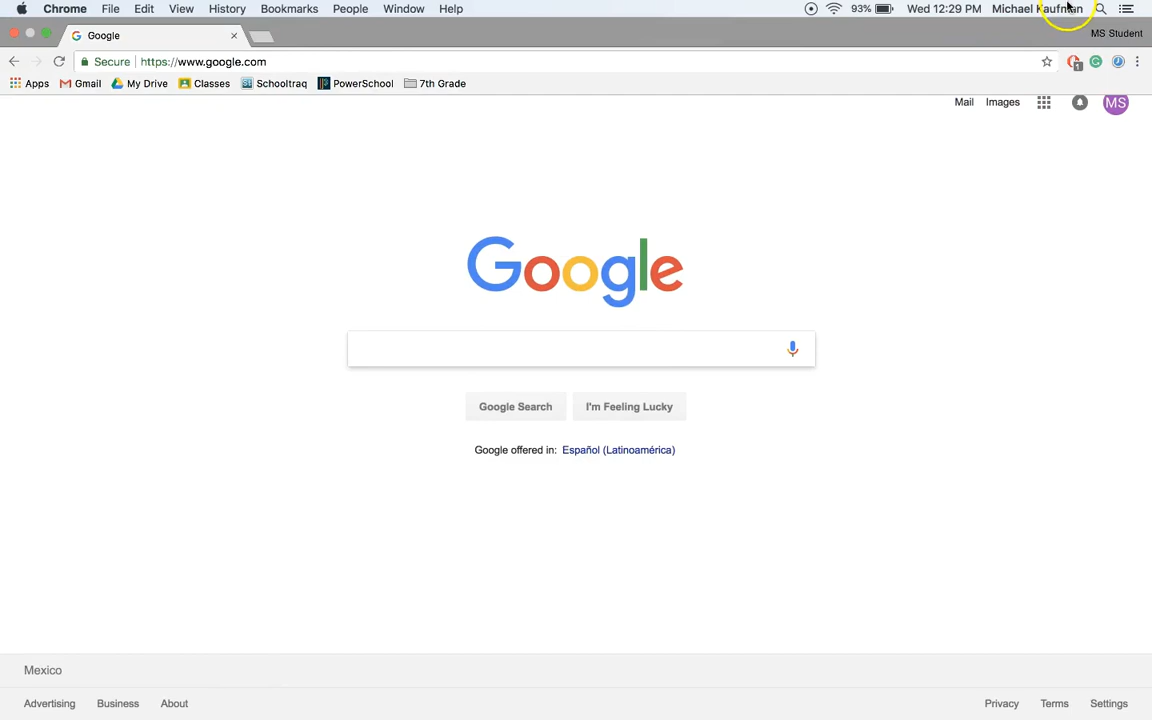 Chrome File Edit View History Bookmarks People Window Help 93% Wed 12:29 PM Michael Kaufman
Google MS Student
Secure https://www.google.com 1
Apps Gmail My Drive Classes Schooltraq PowerSchool 7th Grade
Mail Images MS
Google
Google Search I'm Feeling Lucky
Google offered in: Español (Latinoamérica)
Mexico
Advertising Business About Privacy Terms Settings